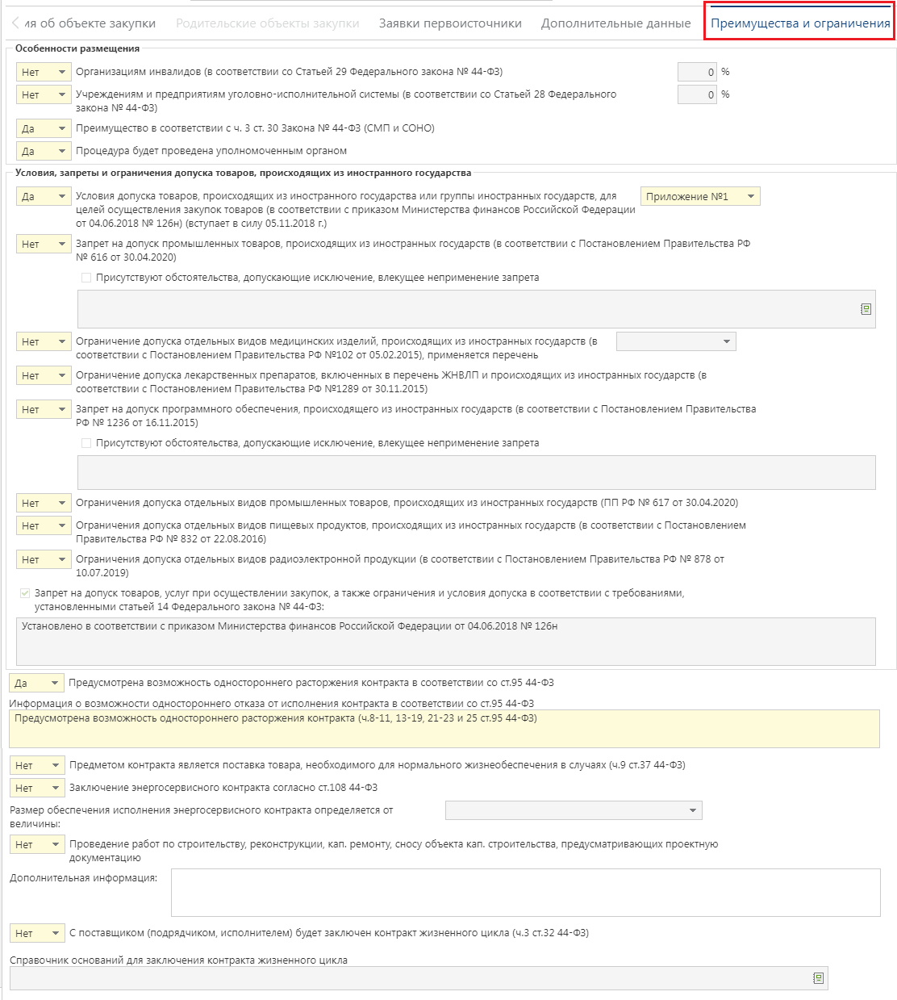 ия об объекте закупки Родительские объекты закупки Заявки первоисточники Дополнительные данные Преимущества и ограничения
Особенности размещения
Нет Организациям инвалидов (в соответствии со Статьей 29 Федерального закона № 44-ФЗ) 0 %
Нет Учреждениям и предприятиям уголовно-исполнительной системы (в соответствии со Статьей 28 Федерального 0 %
закона № 44-ФЗ)
Да Преимущество в соответствии с ч. 3 ст. 30 Закона № 44-ФЗ (СМП и СОНО)
Да Процедура будет проведена уполномоченным органом
Условия, запреты и ограничения допуска товаров, происходящих из иностранного государства
Да Условия допуска товаров, происходящих из иностранного государства или группы иностранных государств, для Приложение №1
целей осуществления закупок товаров (в соответствии с приказом Министерства финансов Российской Федерации
от 04.06.2018 № 126н) (вступает в силу 05.11.2018 г.)
Нет Запрет на допуск промышленных товаров, происходящих из иностранных государств (в соответствии с Постановлением Правительства РФ
№ 616 от 30.04.2020)
Присутствуют обстоятельства, допускающие исключение, влекущее неприменение запрета
Нет Ограничение допуска отдельных видов медицинских изделий, происходящих из иностранных государств (в
соответствии с Постановлением Правительства РФ №102 от 05.02.2015), применяется перечень
Нет Ограничение допуска лекарственных препаратов, включенных в перечень ЖНВЛП и происходящих из иностранных государств (в
соответствии с Постановлением Правительства РФ №1289 от 30.11.2015)
Нет Запрет на допуск программного обеспечения, происходящего из иностранных государств (в соответствии с Постановлением Правительства
РФ № 1236 от 16.11.2015)
Присутствуют обстоятельства, допускающие исключение, влекущее неприменение запрета
Нет Ограничения допуска отдельных видов промышленных товаров, происходящих из иностранных государств (ПП РФ № 617 от 30.04.2020)
Нет Ограничения допуска отдельных видов пищевых продуктов, происходящих из иностранных государств (в соответствии с Постановлением
Правительства РФ № 832 от 22.08.2016)
Нет Ограничения допуска отдельных видов радиоэлектронной продукции (в соответствии с Постановлением Правительства РФ № 878 от
10.07.2019)
Запрет на допуск товаров, услуг при осуществлении закупок, а также ограничения и условия допуска в соответствии с требованиями,
установленными статьей 14 Федерального закона № 44-ФЗ:
Установлено в соответствии с приказом Министерства финансов Российской Федерации от 04.06.2018 № 126н
Да Предусмотрена возможность одностороннего расторжения контракта в соответствии со ст.95 44-ФЗ
Информация о возможности одностороннего отказа от исполнения контракта в соответствии со ст.95 44-ФЗ
Предусмотрена возможность одностороннего расторжения контракта (ч.8-11, 13-19, 21-23 и 25 ст.95 44-ФЗ)
Нет Предметом контракта является поставка товара, необходимого для нормального жизнеобеспечения в случаях (ч.9 ст.37 44-ФЗ)
Нет Заключение энергосервисного контракта согласно ст.108 44-ФЗ
Размер обеспечения исполнения энергосервисного контракта определяется от
величины:
Нет Проведение работ по строительству, реконструкции, кап. ремонту, сносу объекта кап. строительства, предусматривающих проектную
документацию
Дополнительная информация:
Нет С поставщиком (подрядчиком, исполнителем) будет заключен контракт жизненного цикла (ч.3 ст.32 44-ФЗ)
Справочник оснований для заключения контракта жизненного цикла